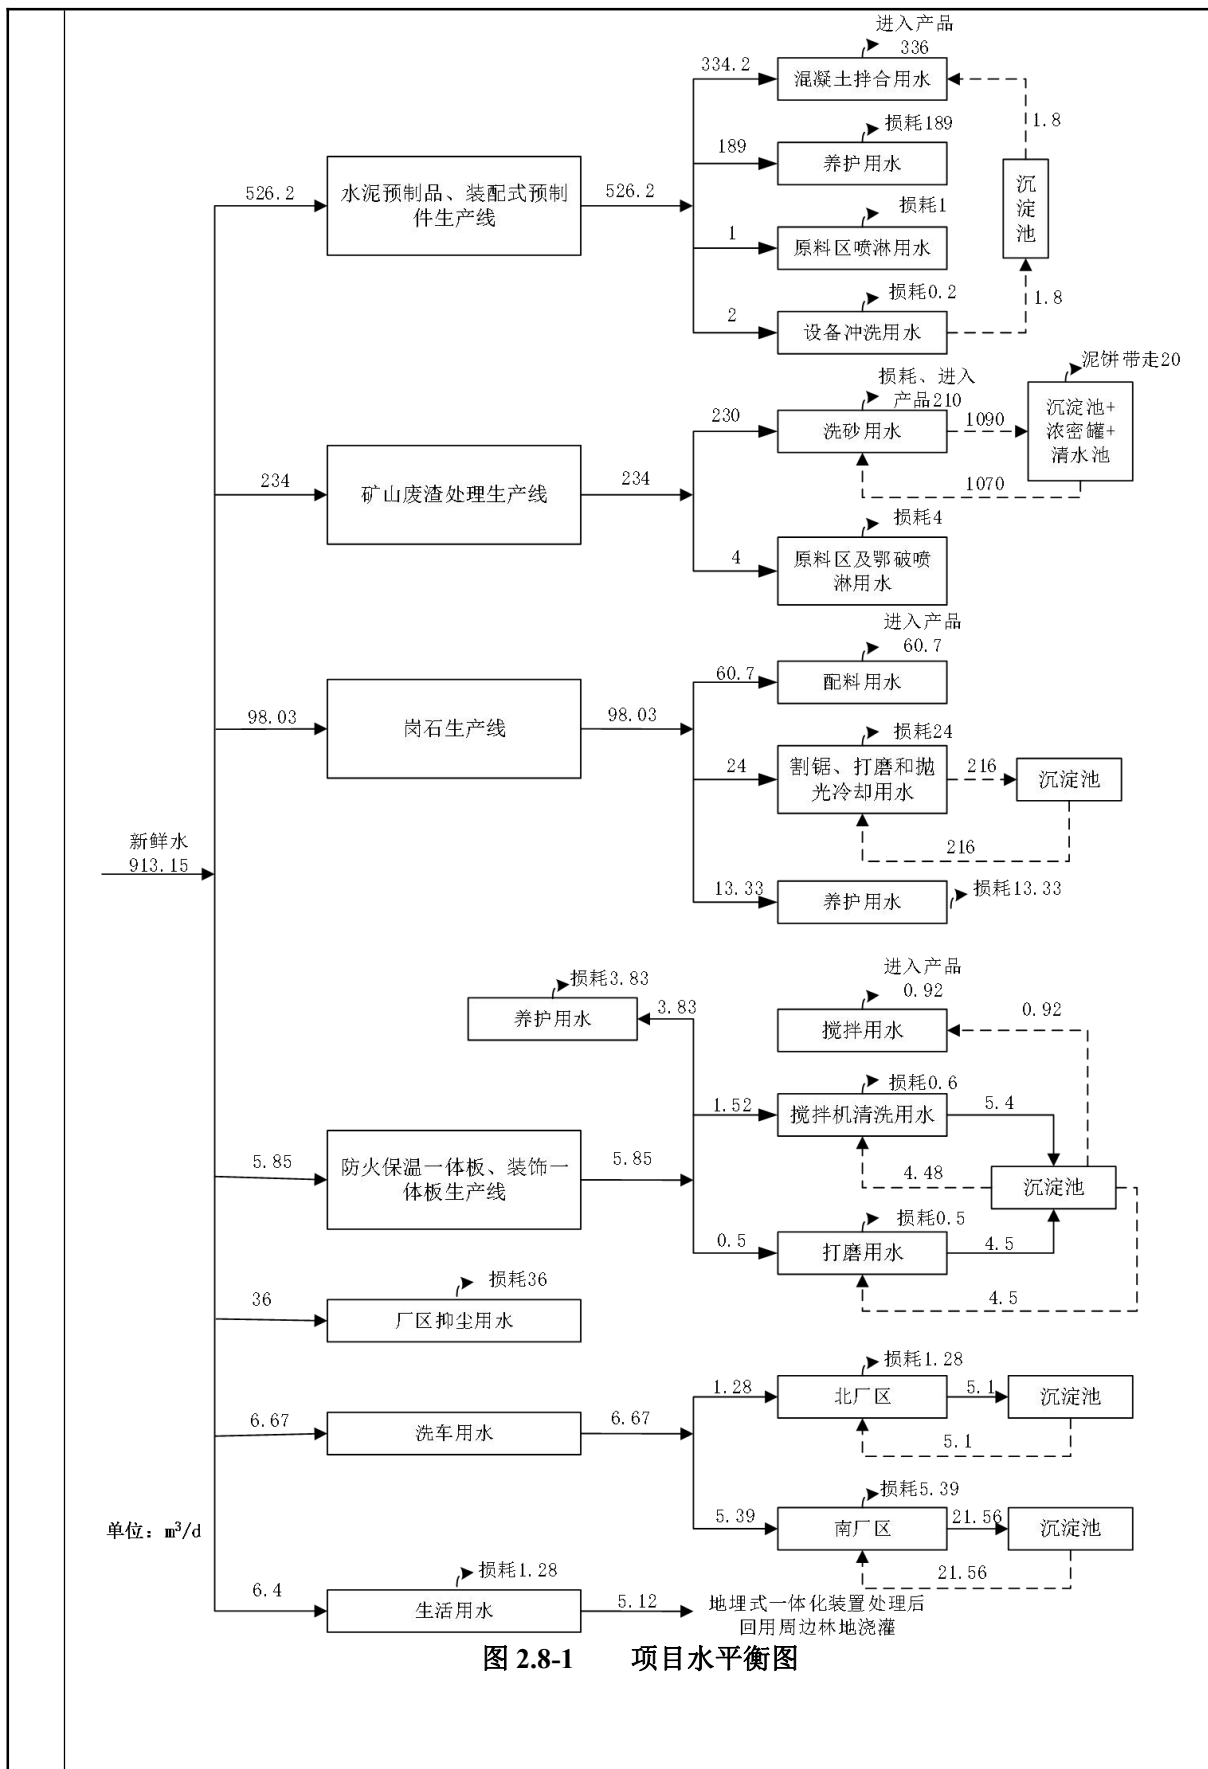 进入产品
336
334.2
混凝土拌合用水
1.8
损耗189
189
养护用水
沉
淀
池
526.2
水泥预制品、装配式预制
件生产线
526.2
损耗1
1
原料区喷淋用水
损耗0.2
1.8
2
设备冲洗用水
泥饼带走20
损耗、进入
产品210
230
洗砂用水
1090
沉淀池+
浓密罐+
清水池
1070
234
矿山废渣处理生产线
234
损耗4
4
原料区及鄂破喷
淋用水
进入产品
60.7
60.7
配料用水
98.03
岗石生产线
98.03
损耗24
24
割锯、打磨和抛
光冷却用水
216
沉淀池
216
新鲜水
913.15
13.33
养护用水
损耗13.33
进入产品
0.92
损耗3.83
养护用水
3.83
搅拌用水
0.92
损耗0.6
1.52
搅拌机清洗用水
5.4
5.85
防火保温一体板、装饰一
体板生产线
5.85
4.48
沉淀池
损耗0.5
0.5
打磨用水
4.5
4.5
损耗36
36
厂区抑尘用水
损耗1.28
1.28
北厂区
5.1
沉淀池
5.1
6.67
洗车用水
6.67
损耗5.39
5.39
南厂区
21.56
沉淀池
21.56
单位：m³/d
损耗1.28
6.4
生活用水
5.12
地埋式一体化装置处理后
回用周边林地浇灌
图 2.8-1 项目水平衡图